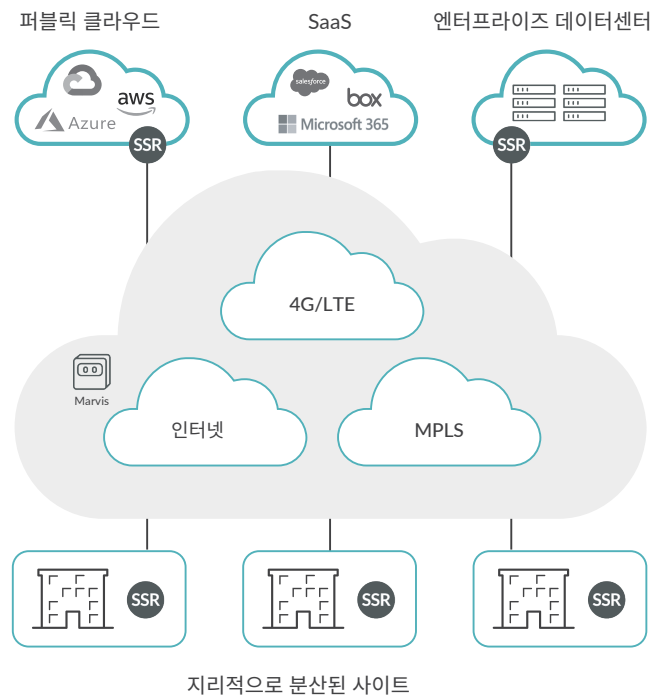 퍼블릭 클라우드
SaaS
엔터프라이즈 데이터센터
aws
Azure
SSR
salesforce
box
Microsoft 365
SSR
4G/LTE
Marvis
인터넷
MPLS
SSR
SSR
SSR
지리적으로 분산된 사이트